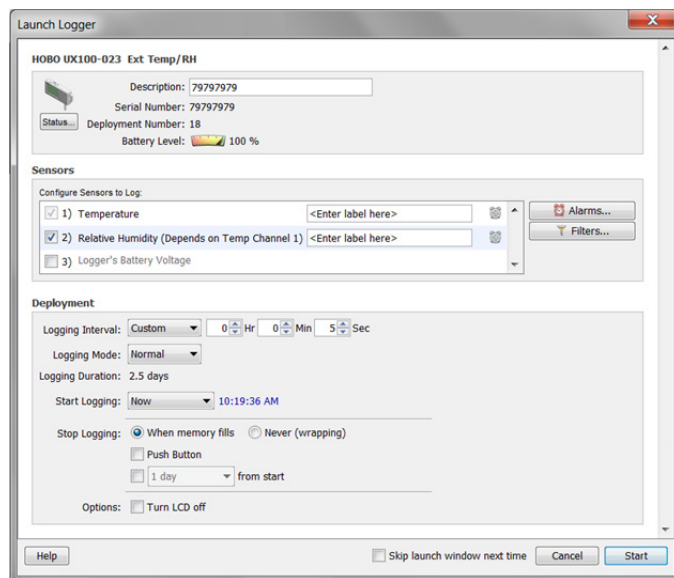 Launch Logger
HOBO UX100-023 Ext Temp/RH
Description: 79797979
Serial Number: 79797979
Status... Deployment Number: 18
Battery Level: 100 %
Sensors
Configure Sensors to Log:
1) Temperature <Enter label here> Alarms...
2) Relative Humidity (Depends on Temp Channel 1) <Enter label here> Filters...
3) Logger's Battery Voltage
Deployment
Logging Interval: Custom 0 Hr 0 Min 5 Sec
Logging Mode: Normal
Logging Duration: 2.5 days
Start Logging: Now 10:19:36 AM
Stop Logging: When memory fills Never (wrapping)
Push Button
1 day from start
Options: Turn LCD off
Help Skip launch window next time Cancel Start